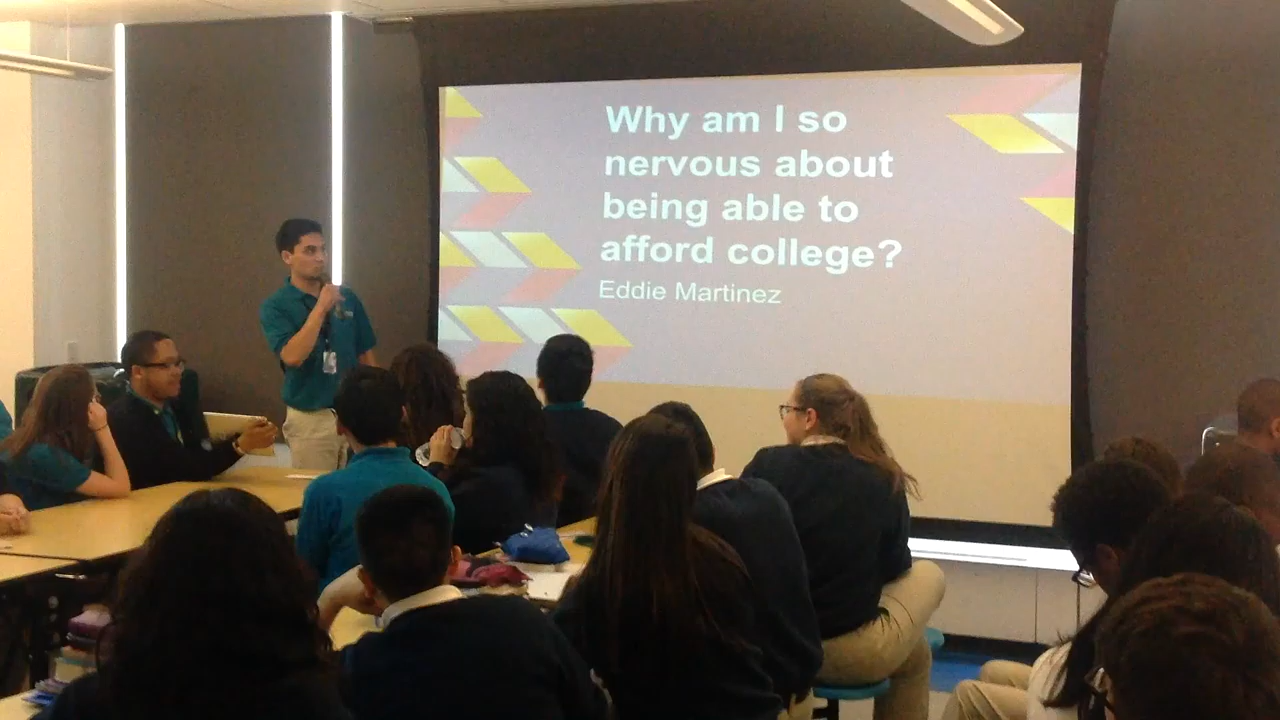 Why am I so
nervous about
being able to
afford college?
Eddie Martinez